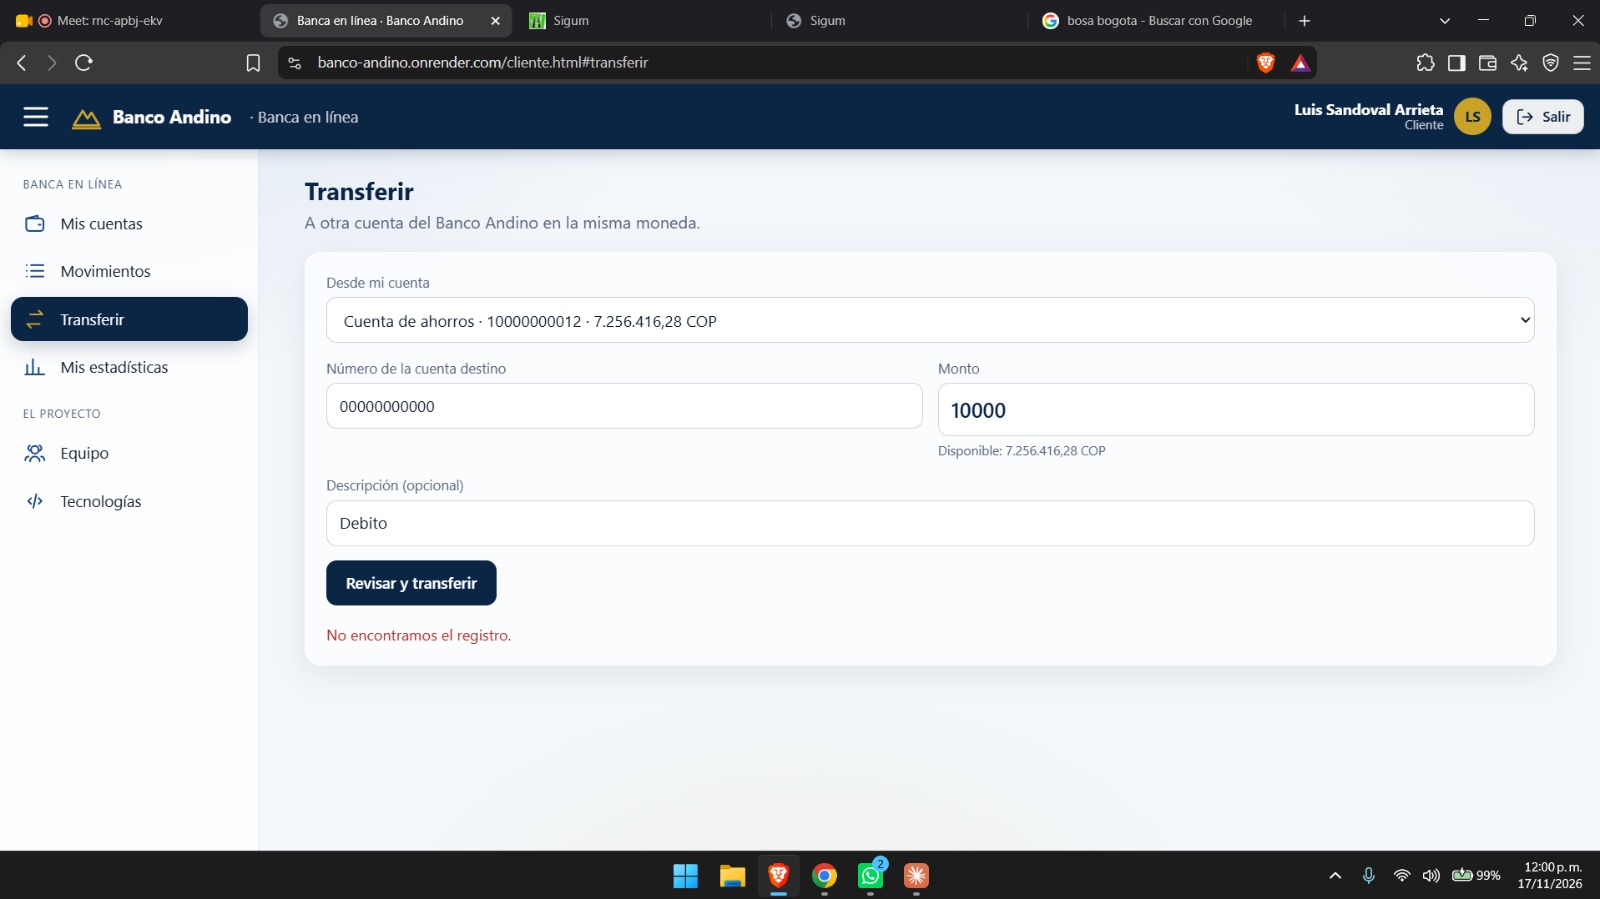 Meet: rnc-apbj-ekv
Banca en línea · Banco Andino
Sigum
Sigum
bosa bogota - Buscar con Google
banco-andino.onrender.com/cliente.html#transferir
Banco Andino · Banca en línea
Luis Sandoval Arrieta
Cliente
LS
Salir
BANCA EN LÍNEA
Mis cuentas
Movimientos
Transferir
Mis estadísticas
EL PROYECTO
Equipo
Tecnologías
Transferir
A otra cuenta del Banco Andino en la misma moneda.
Desde mi cuenta
Cuenta de ahorros · 10000000012 · 7.256.416,28 COP
Número de la cuenta destino
00000000000
Monto
10000
Disponible: 7.256.416,28 COP
Descripción (opcional)
Debito
Revisar y transferir
No encontramos el registro.
2
99%
12:00 p. m.
17/11/2026